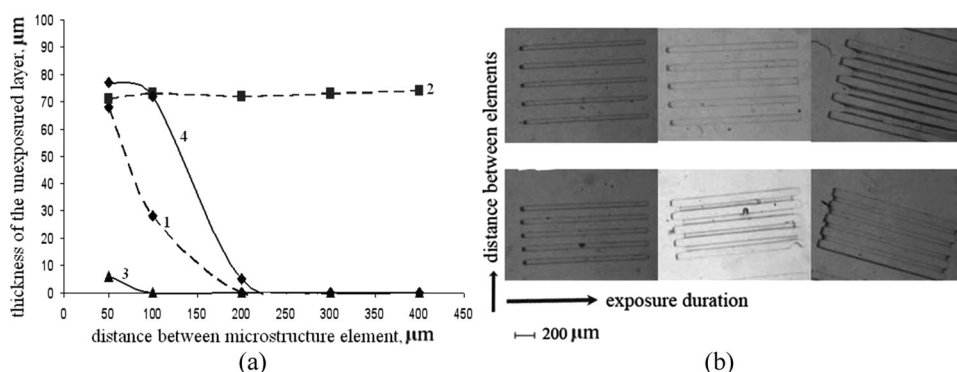 100
90
80
70
60
50
40
30
20
10
0
thickness of the unexposed layer, μm
2
4
1
3
0 50 100 150 200 250 300 350 400 450
distance between microstructure element, μm
(a)
distance between elements
exposure duration
200 μm
(b)